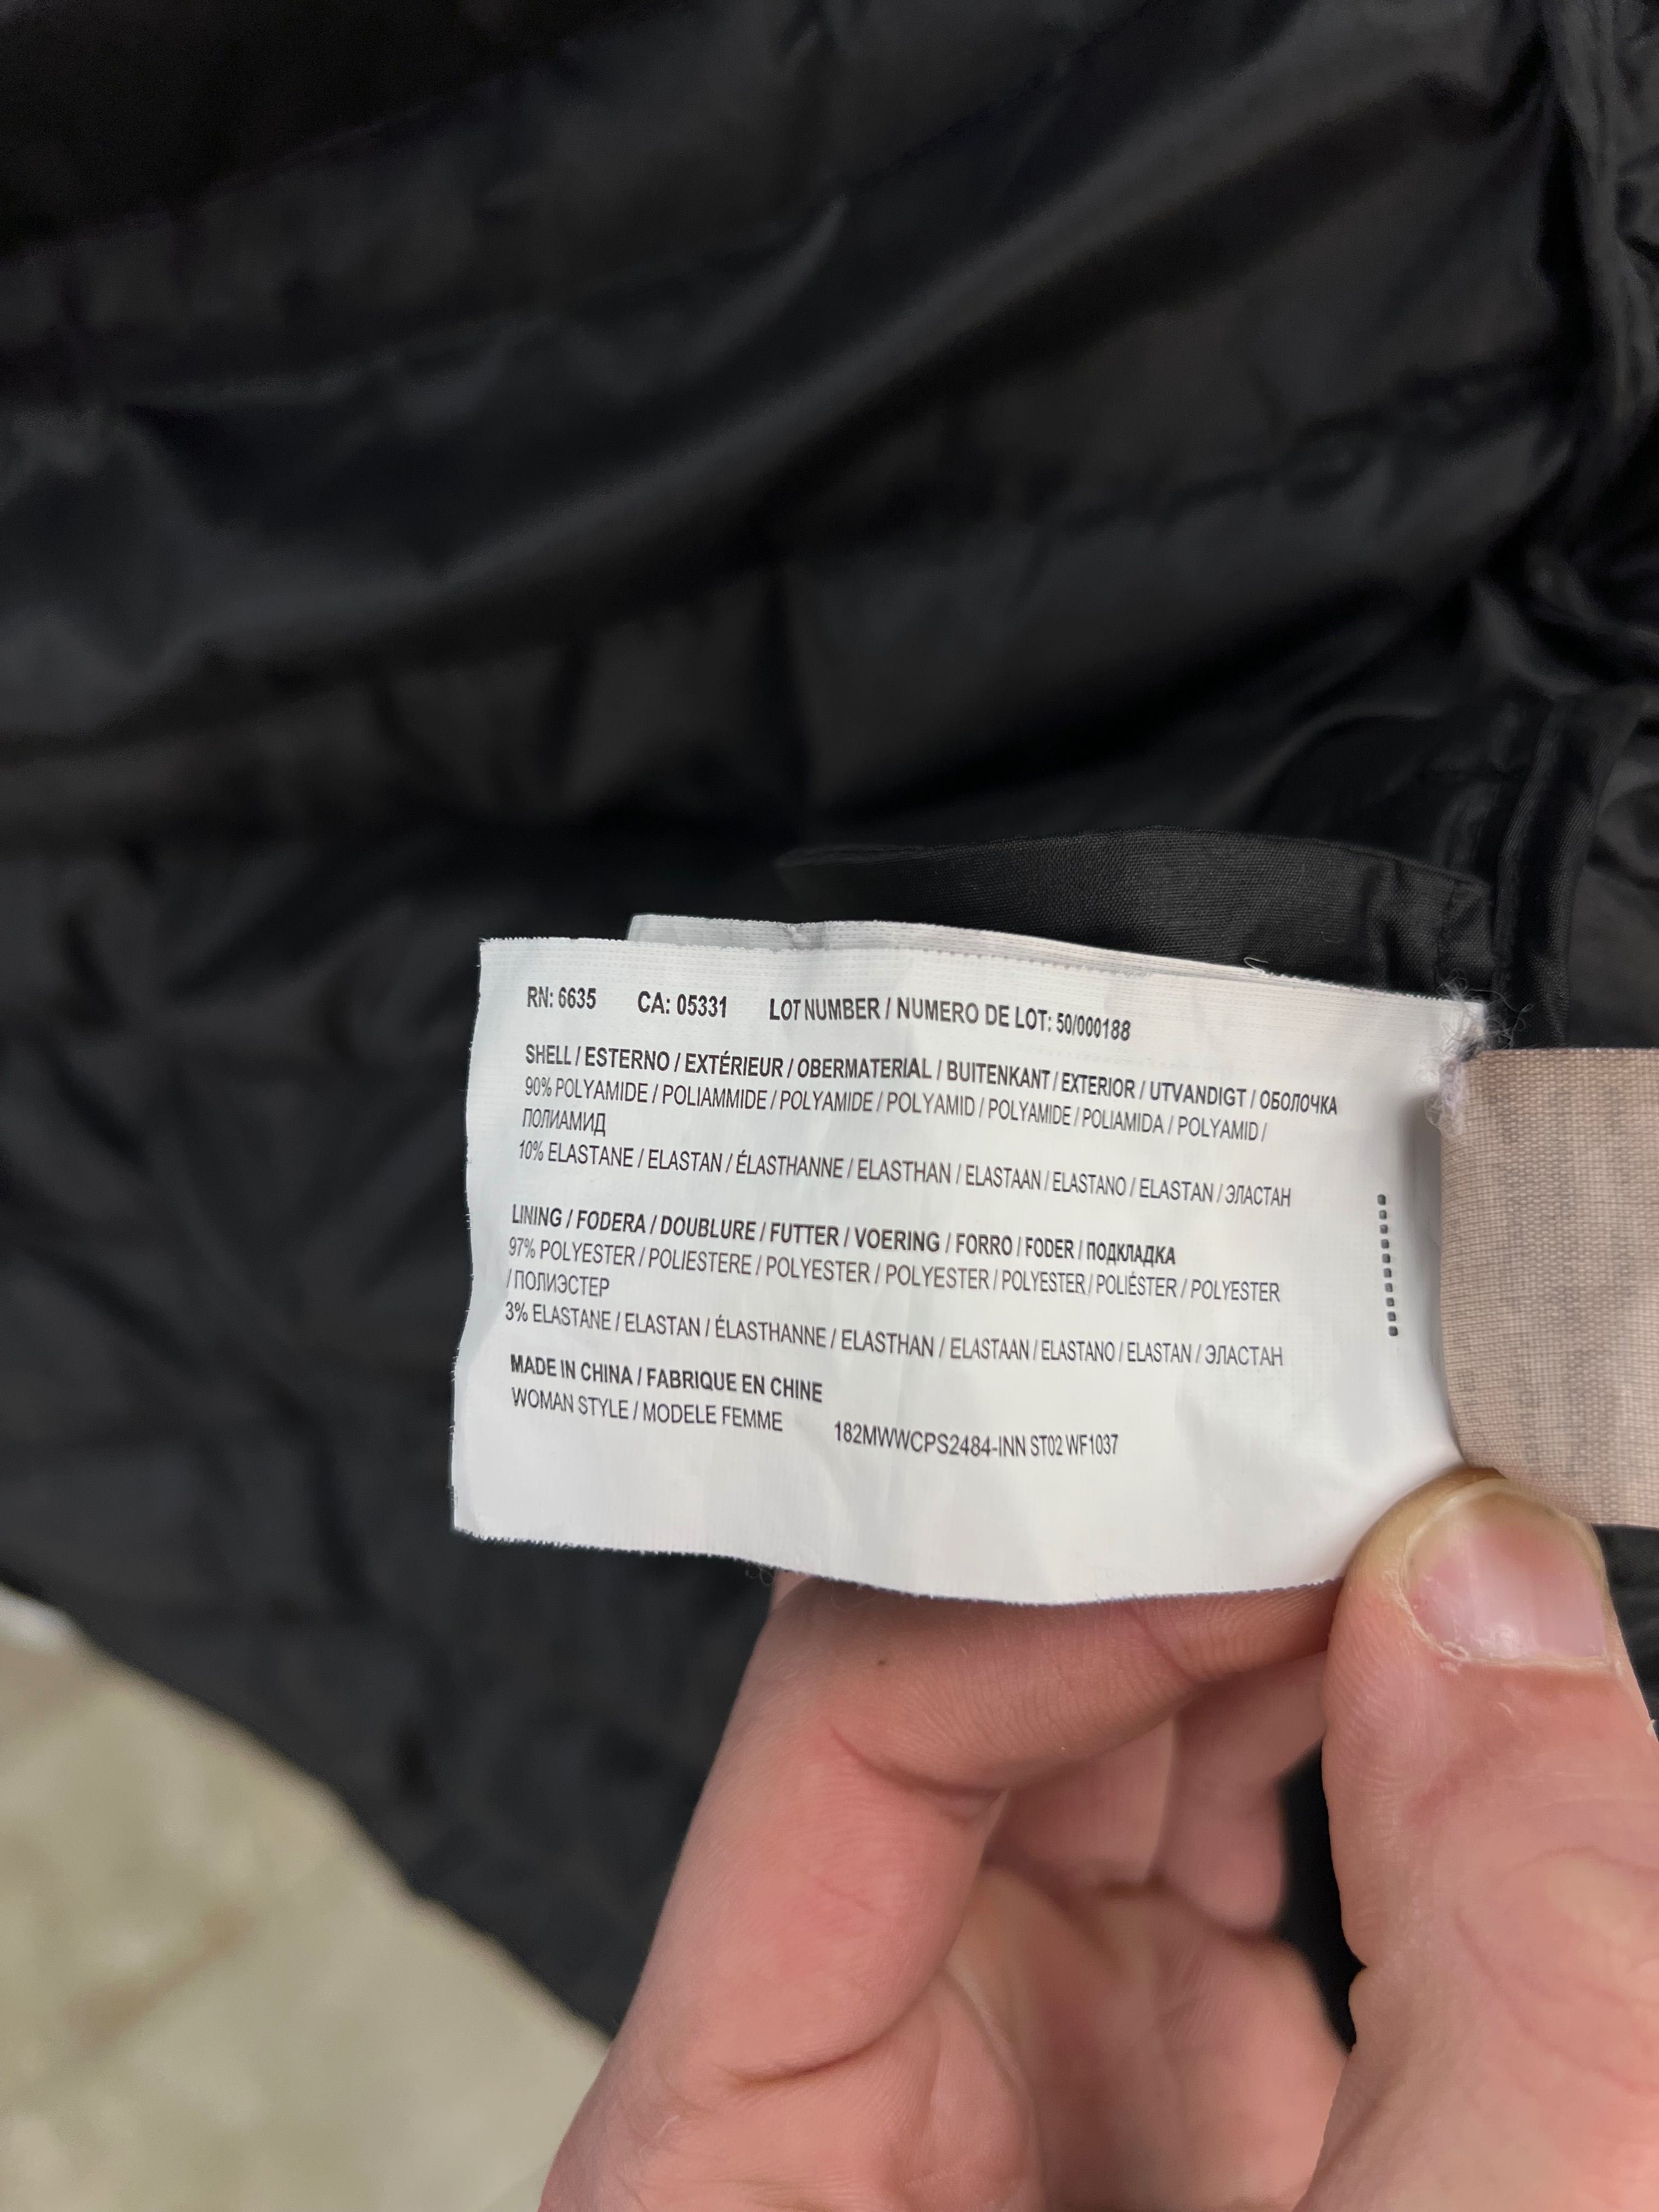 RN: 6635 CA: 05331 LOT NUMBER / NUMERO DE LOT: 50/000188
SHELL / ESTERNO / EXTÉRIEUR / OBERMATERIAL / BUITENKANT / EXTERIOR / UTVANDIGT / ОБОЛОЧКА
90% POLYAMIDE / POLIAMMIDE / POLYAMIDE / POLYAMID / POLYAMIDE / POLIAMIDA / POLYAMID /
ПОЛИАМИД
10% ELASTANE / ELASTAN / ÉLASTHANNE / ELASTHAN / ELASTAAN / ELASTANO / ELASTAN / ЭЛАСТАН
LINING / FODERA / DOUBLURE / FUTTER / VOERING / FORRO / FODER / ПОДКЛАДКА
97% POLYESTER / POLIESTERE / POLYESTER / POLYESTER / POLYESTER / POLIÉSTER / POLYESTER
/ ПОЛИЭСТЕР
3% ELASTANE / ELASTAN / ÉLASTHANNE / ELASTHAN / ELASTAAN / ELASTANO / ELASTAN / ЭЛАСТАН
MADE IN CHINA / FABRIQUE EN CHINE
WOMAN STYLE / MODELE FEMME 182MWWCPS2484-INN ST02 WF1037